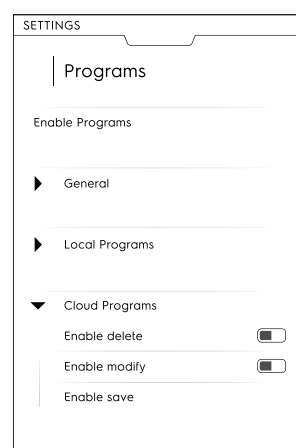 SETTINGS
Programs
Enable Programs
General
Local Programs
Cloud Programs
Enable delete
Enable modify
Enable save